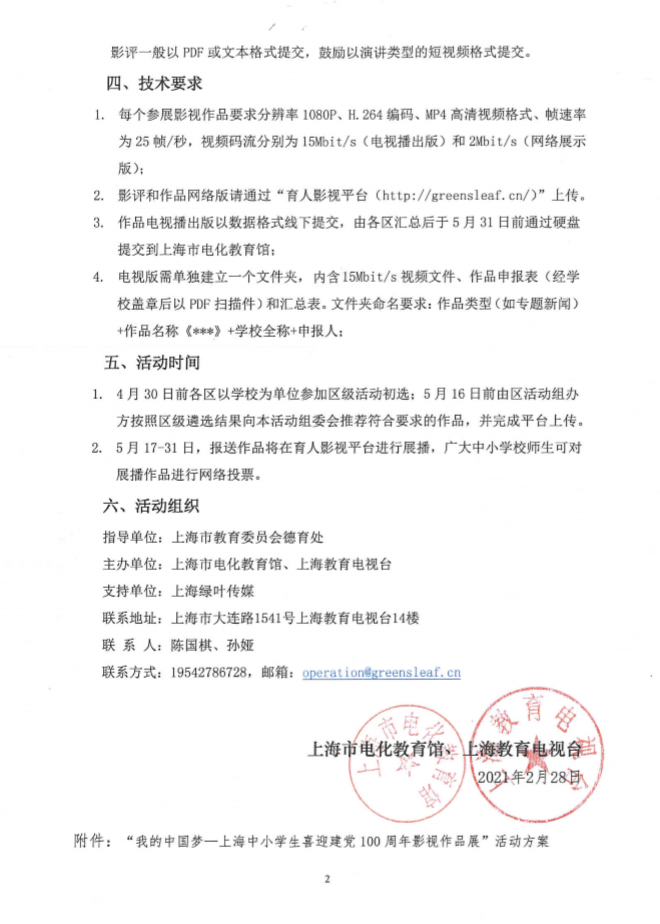 影评一般以 PDF 或文本格式提交，鼓励以演讲类型的短视频格式提交。
四、技术要求
1. 每个参展影视作品要求分辨率 1080P、H.264 编码、MP4 高清视频格式、帧速率
为 25 帧/秒，视频码流分别为 15Mbit/s（电视播出版）和 2Mbit/s（网络展示
版）；
2. 影评和作品网络版请通过“育人影视平台（http://greensleaf.cn/）”上传。
3. 作品电视播出版以数据格式线下提交，由各区汇总后于 5 月 31 日前通过硬盘
提交到上海市电化教育馆；
4. 电视版需单独建立一个文件夹，内含15Mbit/s 视频文件、作品申报表（经学
校盖章后以 PDF 扫描件）和汇总表。文件夹命名要求：作品类型（如专题新闻）
+作品名称《***》+学校全称+申报人；
五、活动时间
1. 4 月 30 日前各区以学校为单位参加区级活动初选；5 月 16 日前由区活动组办
方按照区级遴选结果向本活动组委会推荐符合要求的作品，并完成平台上传。
2. 5 月 17-31 日，报送作品将在育人影视平台进行展播，广大中小学校师生可对
展播作品进行网络投票。
六、活动组织
指导单位：上海市教育委员会德育处
主办单位：上海市电化教育馆、上海教育电视台
支持单位：上海绿叶传媒
联系地址：上海市大连路1541号上海教育电视台14楼
联 系 人：陈国棋、孙娅
联系方式：19542786728，邮箱：operation@greensleaf.cn
上海市电化教育馆、上海教育电视台
2021年2月28日
上海市电化教育馆
上海教育电视台
附件：“我的中国梦—上海中小学生喜迎建党 100 周年影视作品展”活动方案
2